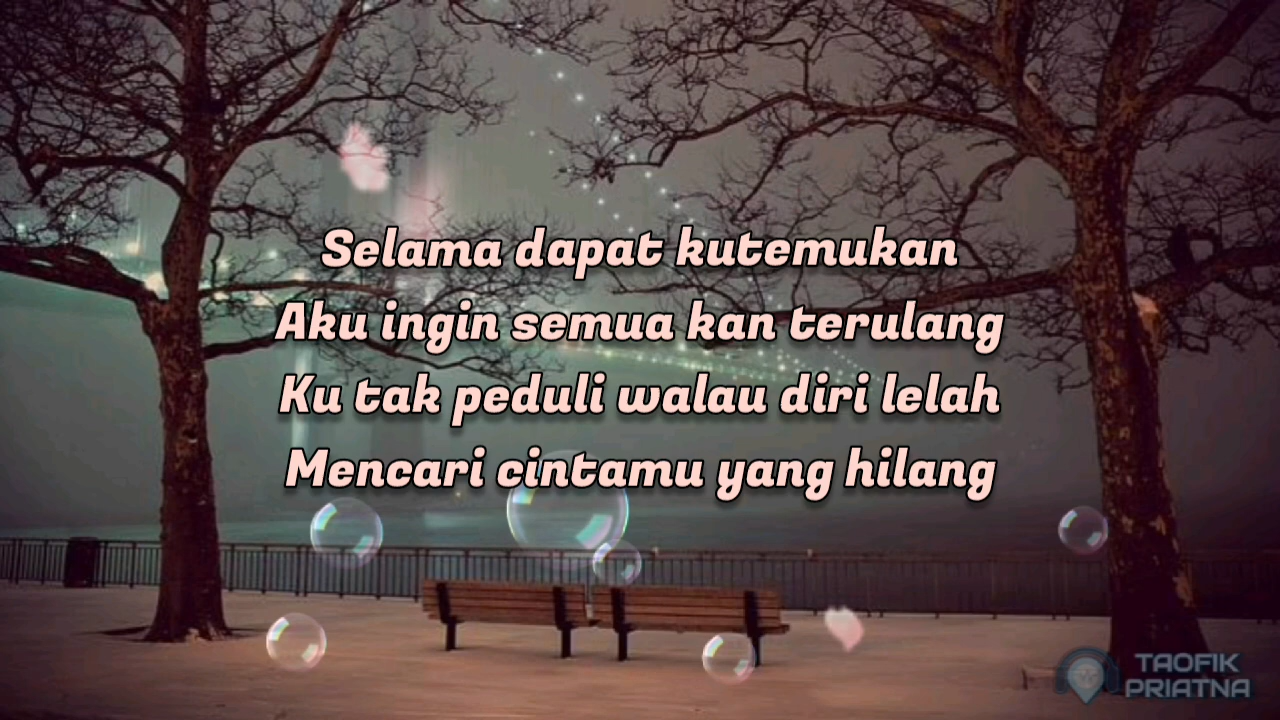 Selama dapat kutemukan
Aku ingin semua kan terulang
Ku tak peduli walau diri lelah
Mencari cintamu yang hilang
TAOFIK
PRIATNA